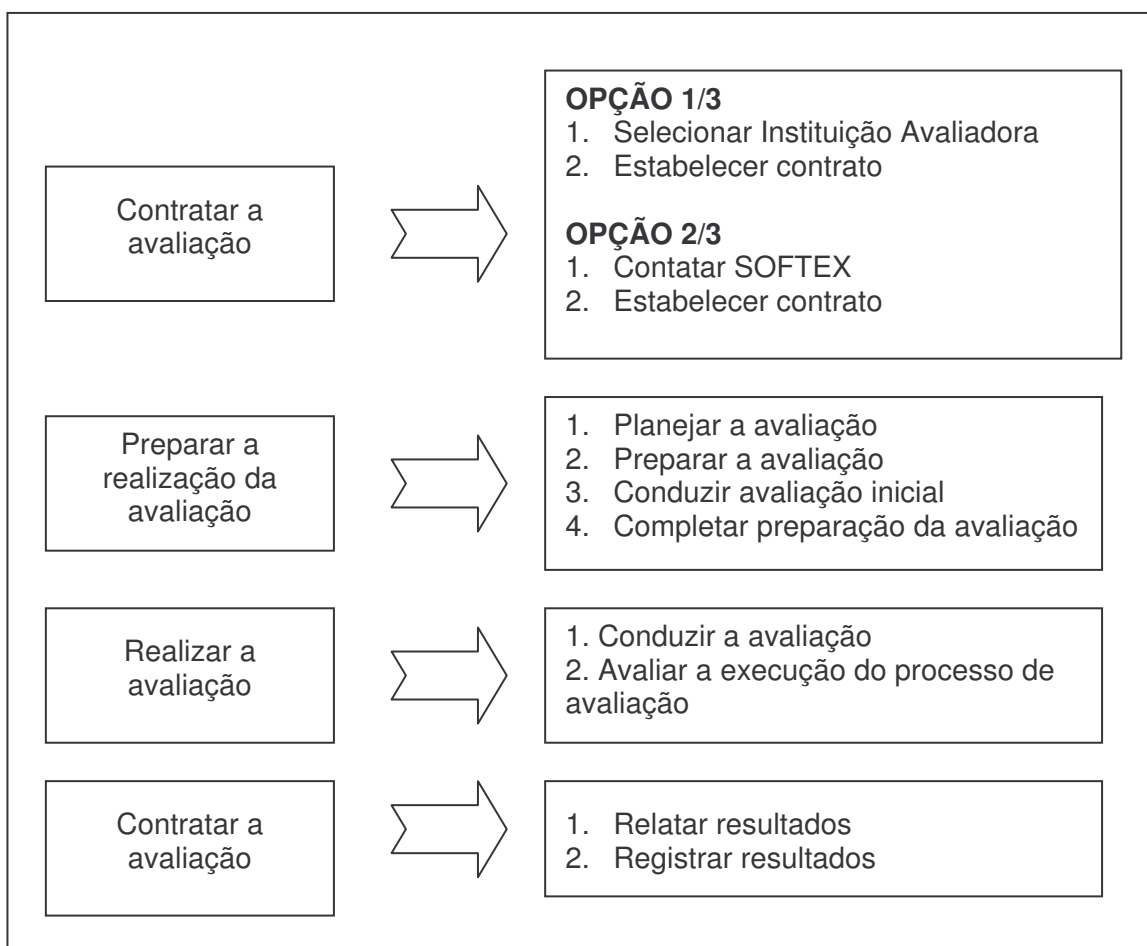 Contratar a
avaliação
OPÇÃO 1/3
1. Selecionar Instituição Avaliadora
2. Estabelecer contrato
OPÇÃO 2/3
1. Contatar SOFTEX
2. Estabelecer contrato
Preparar a
realização da
avaliação
1. Planejar a avaliação
2. Preparar a avaliação
3. Conduzir avaliação inicial
4. Completar preparação da avaliação
Realizar a
avaliação
1. Conduzir a avaliação
2. Avaliar a execução do processo de
avaliação
Contratar a
avaliação
1. Relatar resultados
2. Registrar resultados